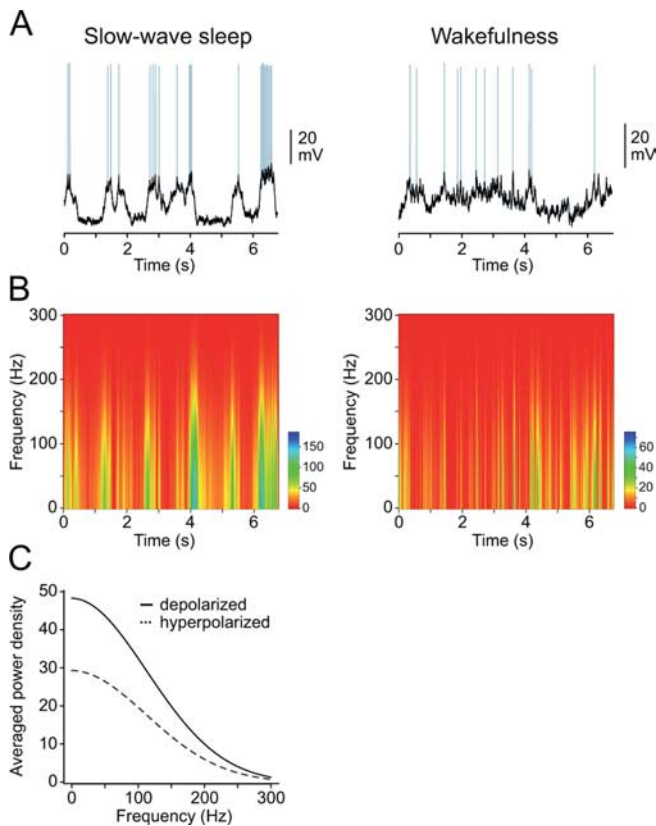 A
Slow-wave sleep
Wakefulness
20
mV
20
mV
0 2 4 6
Time (s)
0 2 4 6
Time (s)
B
300
200
100
0
Frequency (Hz)
150
100
50
0
0 2 4 6
Time (s)
300
200
100
0
Frequency (Hz)
60
40
20
0
0 2 4 6
Time (s)
C
50
40
30
20
10
0
Averaged power density
depolarized
hyperpolarized
0 100 200 300
Frequency (Hz)